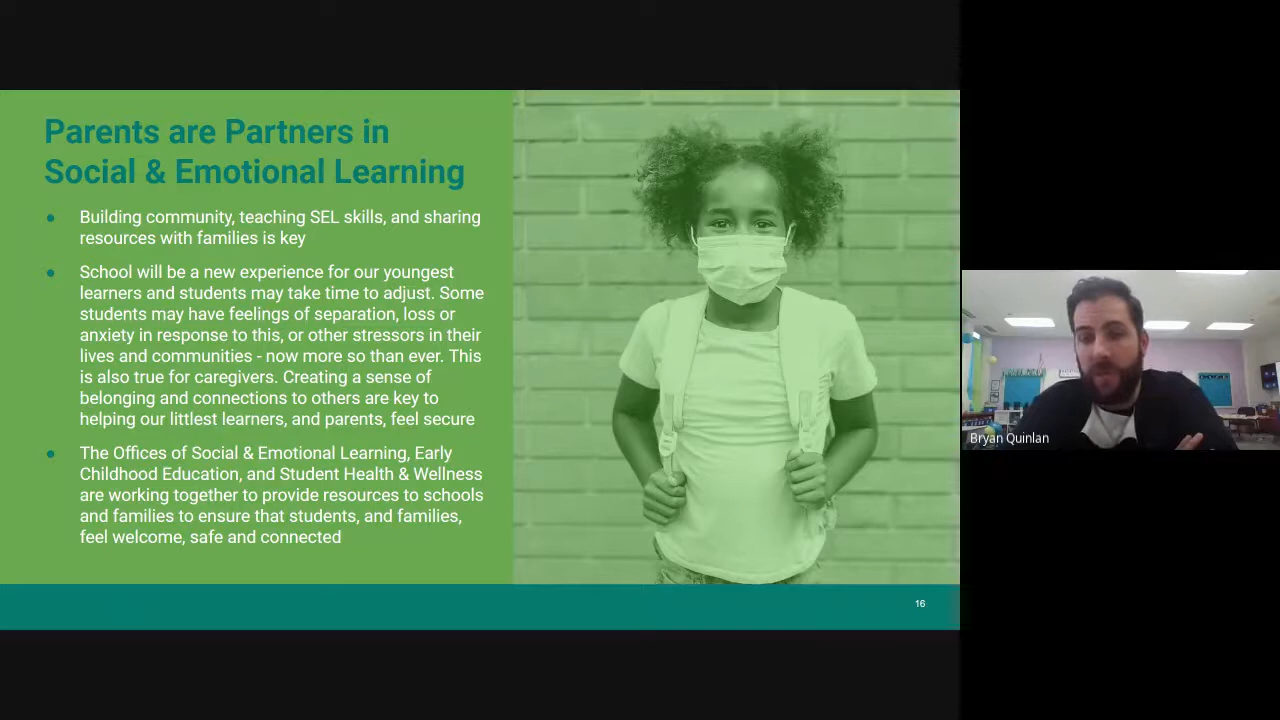 Parents are Partners in
Social & Emotional Learning
● Building community, teaching SEL skills, and sharing
resources with families is key
● School will be a new experience for our youngest
learners and students may take time to adjust. Some
students may have feelings of separation, loss or
anxiety in response to this, or other stressors in their
lives and communities - now more so than ever. This
is also true for caregivers. Creating a sense of
belonging and connections to others are key to
helping our littlest learners, and parents, feel secure
● The Offices of Social & Emotional Learning, Early
Childhood Education, and Student Health & Wellness
are working together to provide resources to schools
and families to ensure that students, and families,
feel welcome, safe and connected
16
Bryan Quinlan